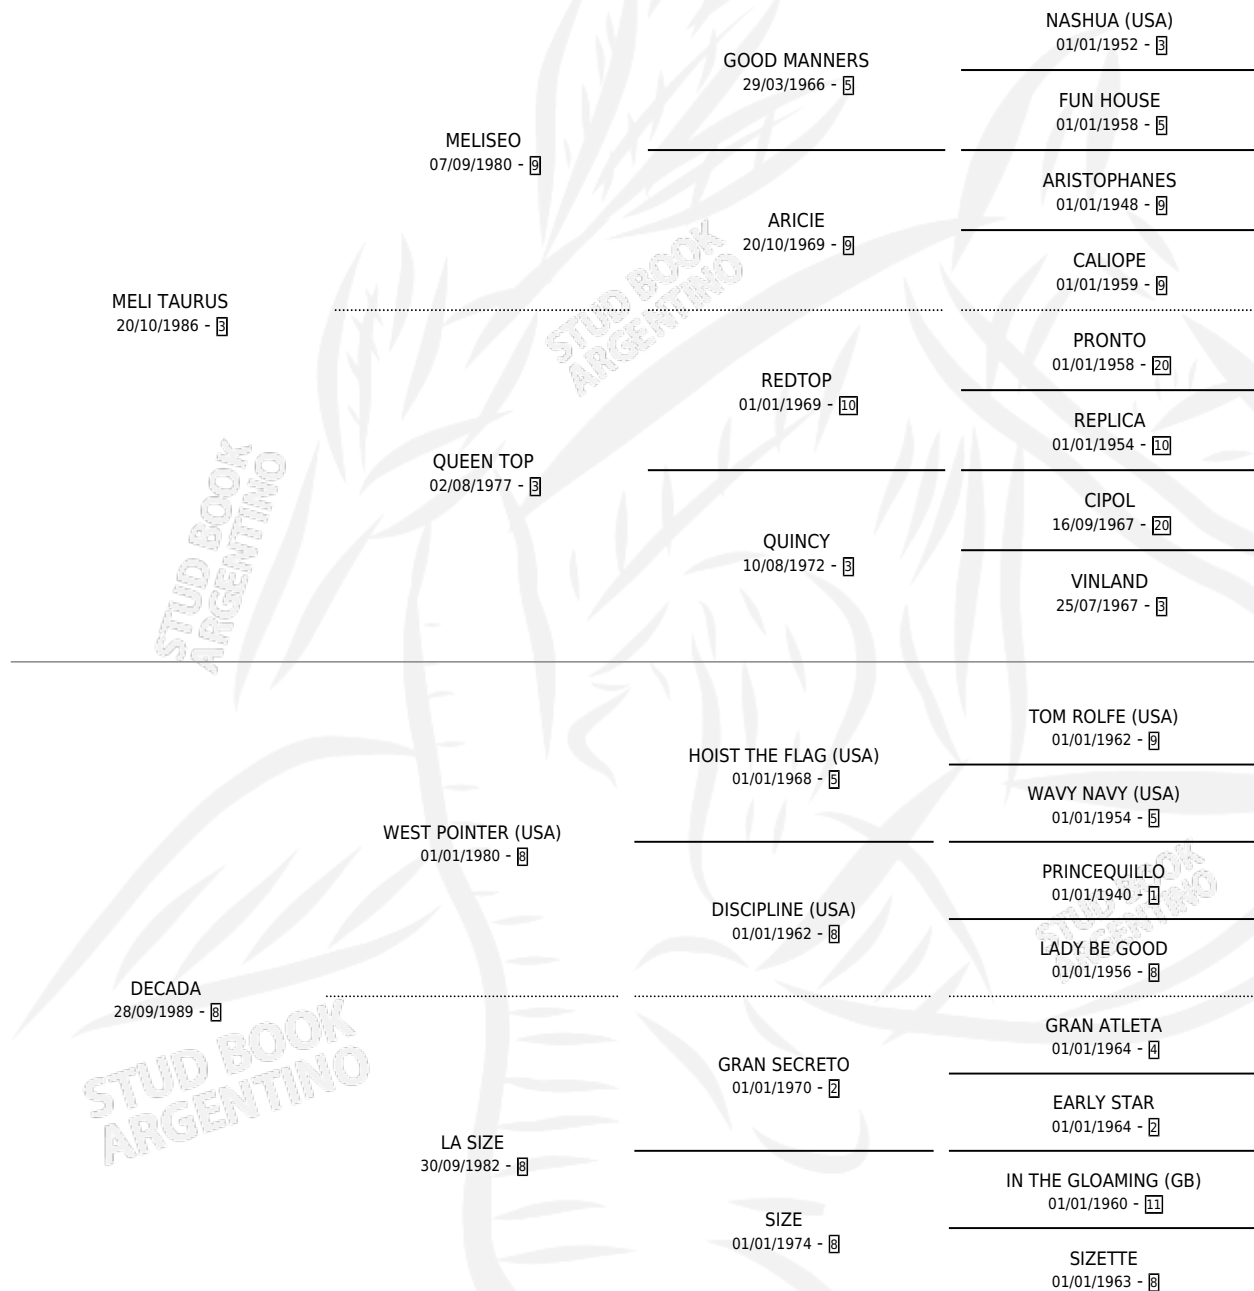 NASHUA (USA)
01/01/1952 - 3
GOOD MANNERS
29/03/1966 - 5
FUN HOUSE
01/01/1958 - 5
MELISEO
07/09/1980 - 9
ARISTOPHANES
01/01/1948 - 9
ARICIE
20/10/1969 - 9
CALIOPE
01/01/1959 - 9
STUD BOOK
ARGENTINO
MELI TAURUS
20/10/1986 - 3
PRONTO
01/01/1958 - 20
REDTOP
01/01/1969 - 10
REPLICA
01/01/1954 - 10
QUEEN TOP
02/08/1977 - 3
CIPOL
16/09/1967 - 20
QUINCY
10/08/1972 - 3
VINLAND
25/07/1967 - 3
STUD BOOK
ARGENTINO
TOM ROLFE (USA)
01/01/1962 - 9
HOIST THE FLAG (USA)
01/01/1968 - 5
WAVY NAVY (USA)
01/01/1954 - 5
WEST POINTER (USA)
01/01/1980 - 8
PRINCEQUILLO
01/01/1940 - 1
STUD BOOK
ARGENTINO
DISCIPLINE (USA)
01/01/1962 - 8
LADY BE GOOD
01/01/1956 - 8
DECADA
28/09/1989 - 8
STUD BOOK
ARGENTINO
GRAN ATLETA
01/01/1964 - 4
GRAN SECRETO
01/01/1970 - 2
EARLY STAR
01/01/1964 - 2
LA SIZE
30/09/1982 - 8
IN THE GLOAMING (GB)
01/01/1960 - 11
SIZE
01/01/1974 - 8
SIZETTE
01/01/1963 - 8